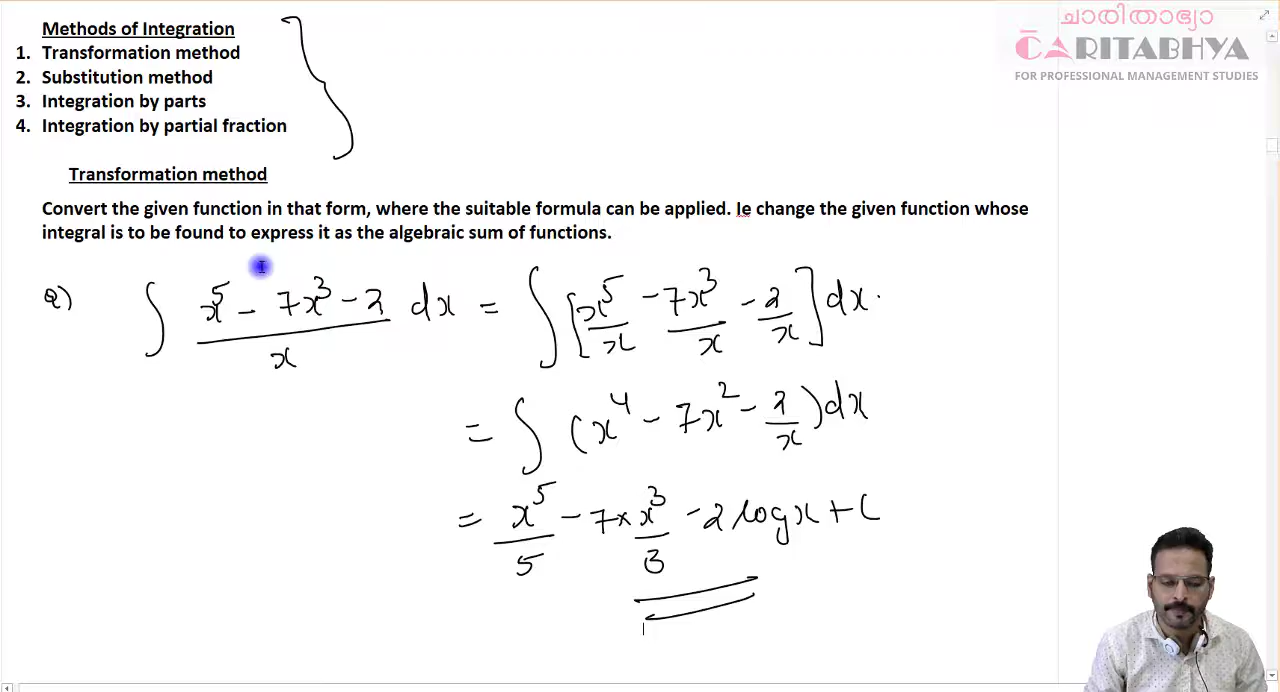 ചാരിതാഭ്യാ
CARITABHYA
FOR PROFESSIONAL MANAGEMENT STUDIES
Methods of Integration
1. Transformation method
2. Substitution method
3. Integration by parts
4. Integration by partial fraction
Transformation method
Convert the given function in that form, where the suitable formula can be applied. Ie change the given function whose
integral is to be found to express it as the algebraic sum of functions.
Q) ∫ (x⁵ - 7x³ - 2)/x dx = ∫ [x⁵/x - 7x³/x - 2/x] dx.
= ∫ (x⁴ - 7x² - 2/x) dx
= x⁵/5 - 7 × x³/3 - 2 log x + C